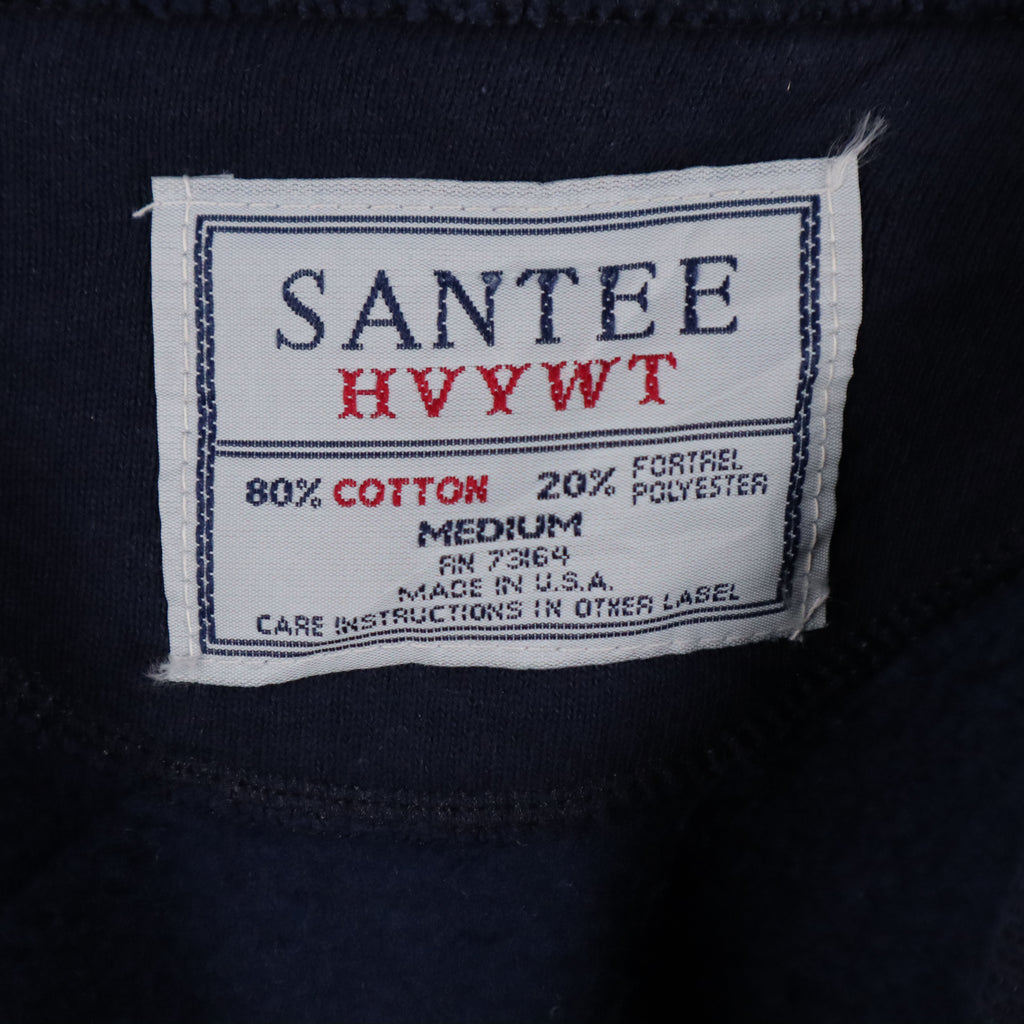 SANTEE
HVYWT
80% COTTON 20% FORTREL POLYESTER
MEDIUM
RN 73164
MADE IN U.S.A.
CARE INSTRUCTIONS IN OTHER LABEL